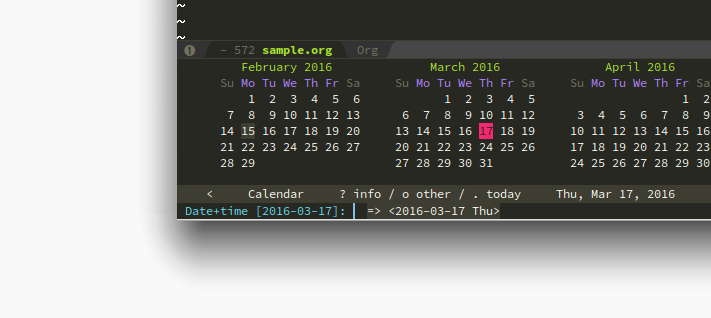 ~
~
~
1 - 572 sample.org Org
February 2016 March 2016 April 2016
Su Mo Tu We Th Fr Sa Su Mo Tu We Th Fr Sa Su Mo Tu We Th Fr Sa
1 2 3 4 5 6 1 2 3 4 5 1 2
7 8 9 10 11 12 13 6 7 8 9 10 11 12 3 4 5 6 7 8 9
14 15 16 17 18 19 20 13 14 15 16 17 18 19 10 11 12 13 14 15 16
21 22 23 24 25 26 27 20 21 22 23 24 25 26 17 18 19 20 21 22 23
28 29 27 28 29 30 31 24 25 26 27 28 29 30
< Calendar ? info / o other / . today Thu, Mar 17, 2016
Date+time [2016-03-17]: => <2016-03-17 Thu>